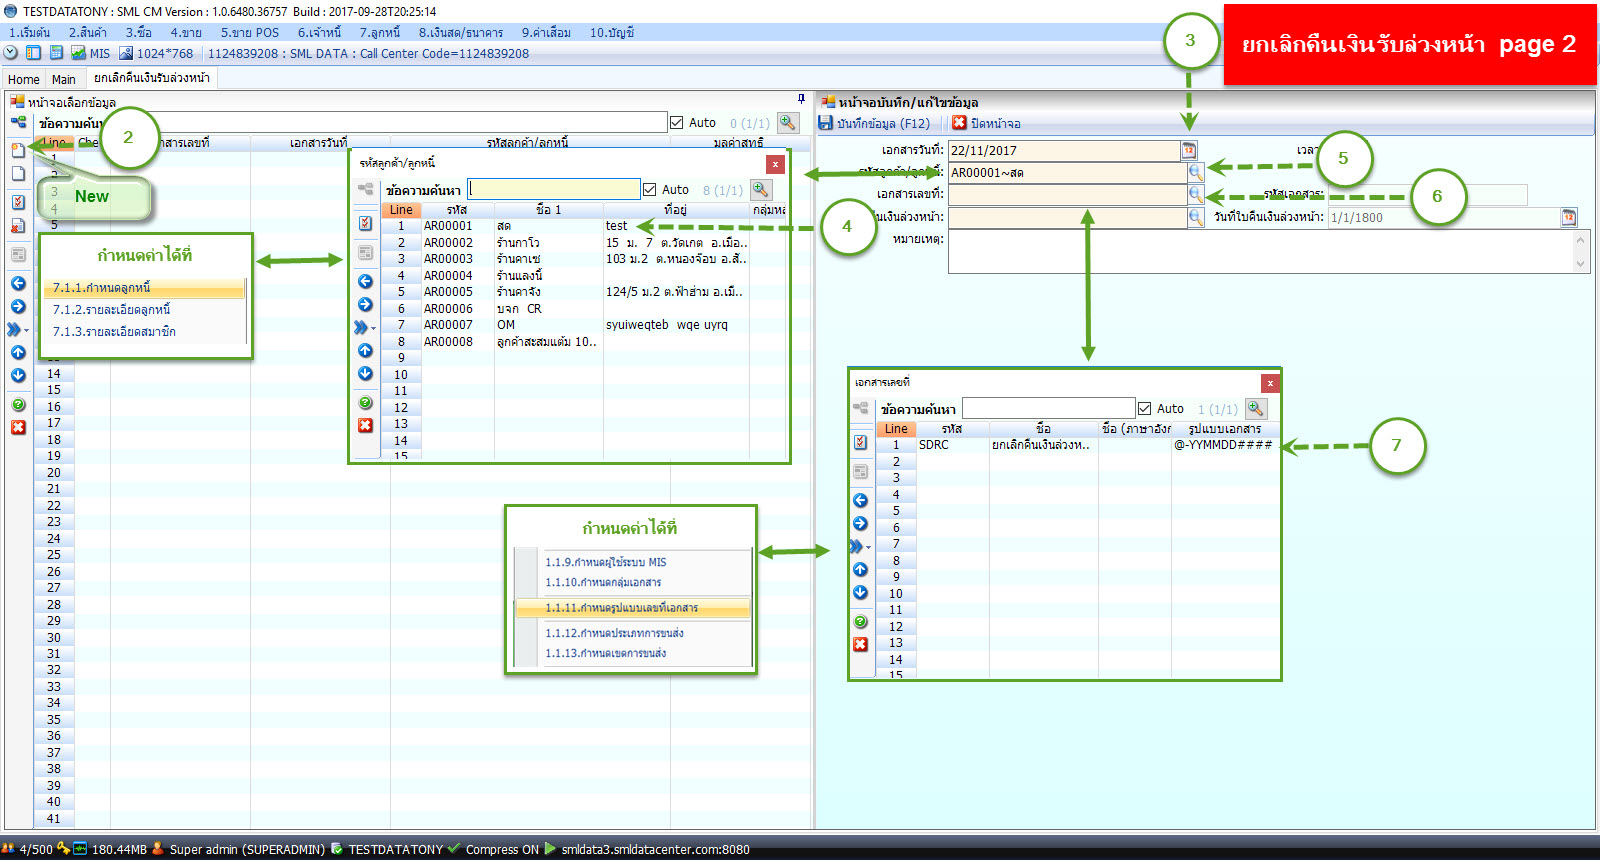 TESTDATATONY : SML CM Version : 1.0.6480.36757  Build : 2017-09-28T20:25:14
1.เริ่มต้น 2.สินค้า 3.ซื้อ 4.ขาย 5.ขาย POS 6.เจ้าหนี้ 7.ลูกหนี้ 8.เงินสด/ธนาคาร 9.ค่าเสื่อม 10.บัญชี
MIS 1024*768 1124839208 : SML DATA : Call Center Code=1124839208
3
ยกเลิกคืนเงินรับล่วงหน้า page 2
Home Main ยกเลิกคืนเงินรับล่วงหน้า
หน้าจอเลือกข้อมูล
ข้อความค้นหา Auto 0 (1/1)
Line Che เอกสารเลขที่ เอกสารวันที่ รหัสลูกค้า/ลูกหนี้ มูลค่าสุทธิ
2
New
1
2
3
4
5
กำหนดค่าได้ที่
7.1.1.กำหนดลูกหนี้
7.1.2.รายละเอียดลูกหนี้
7.1.3.รายละเอียดสมาชิก
14
15
16
17
18
19
20
21
22
23
24
25
26
27
28
29
30
31
32
33
34
35
36
37
38
39
40
41
รหัสลูกค้า/ลูกหนี้ x
ข้อความค้นหา Auto 8 (1/1)
Line รหัส ชื่อ 1 ที่อยู่
1 AR00001 สด test
2 AR00002 ร้านกาโว 15 ม. 7 ต.วัดเกต อ.เมือ..
3 AR00003 ร้านคาเซ 103 ม.2 ต.หนองจ๊อบ อ.สั..
4 AR00004 ร้านแลงนี้
5 AR00005 ร้านคาจัง 124/5 ม.2 ต.ฟ้าฮ่าม อ.เมื..
6 AR00006 บจก CR
7 AR00007 OM syuiweqteb wqe uyrq
8 AR00008 ลูกค้าสะสมแต้ม 10..
9
10
11
12
13
14
15
4
กำหนดค่าได้ที่
1.1.9.กำหนดผู้ใช้ระบบ MIS
1.1.10.กำหนดกลุ่มเอกสาร
1.1.11.กำหนดรูปแบบเลขที่เอกสาร
1.1.12.กำหนดประเภทการขนส่ง
1.1.13.กำหนดเขตการขนส่ง
หน้าจอบันทึก/แก้ไขข้อมูล
บันทึกข้อมูล (F12) ปิดหน้าจอ
เอกสารวันที่: 22/11/2017 เวลา
5
รหัสลูกค้า/ลูกหนี้: AR00001~สด
เอกสารเลขที่: รหัสเอกสาร:
6
คืนเงินล่วงหน้า: วันที่ใบคืนเงินล่วงหน้า: 1/1/1800
หมายเหตุ:
เอกสารเลขที่ x
ข้อความค้นหา Auto 1 (1/1)
Line รหัส ชื่อ ชื่อ (ภาษาอังก รูปแบบเอกสาร
1 SDRC ยกเลิกคืนเงินล่วงห.. @-YYMMDD####
2
3
4
5
6
7
8
9
10
11
12
13
14
15
7
4/500 180.44MB Super admin (SUPERADMIN) TESTDATATONY Compress ON smldata3.smldatacenter.com:8080